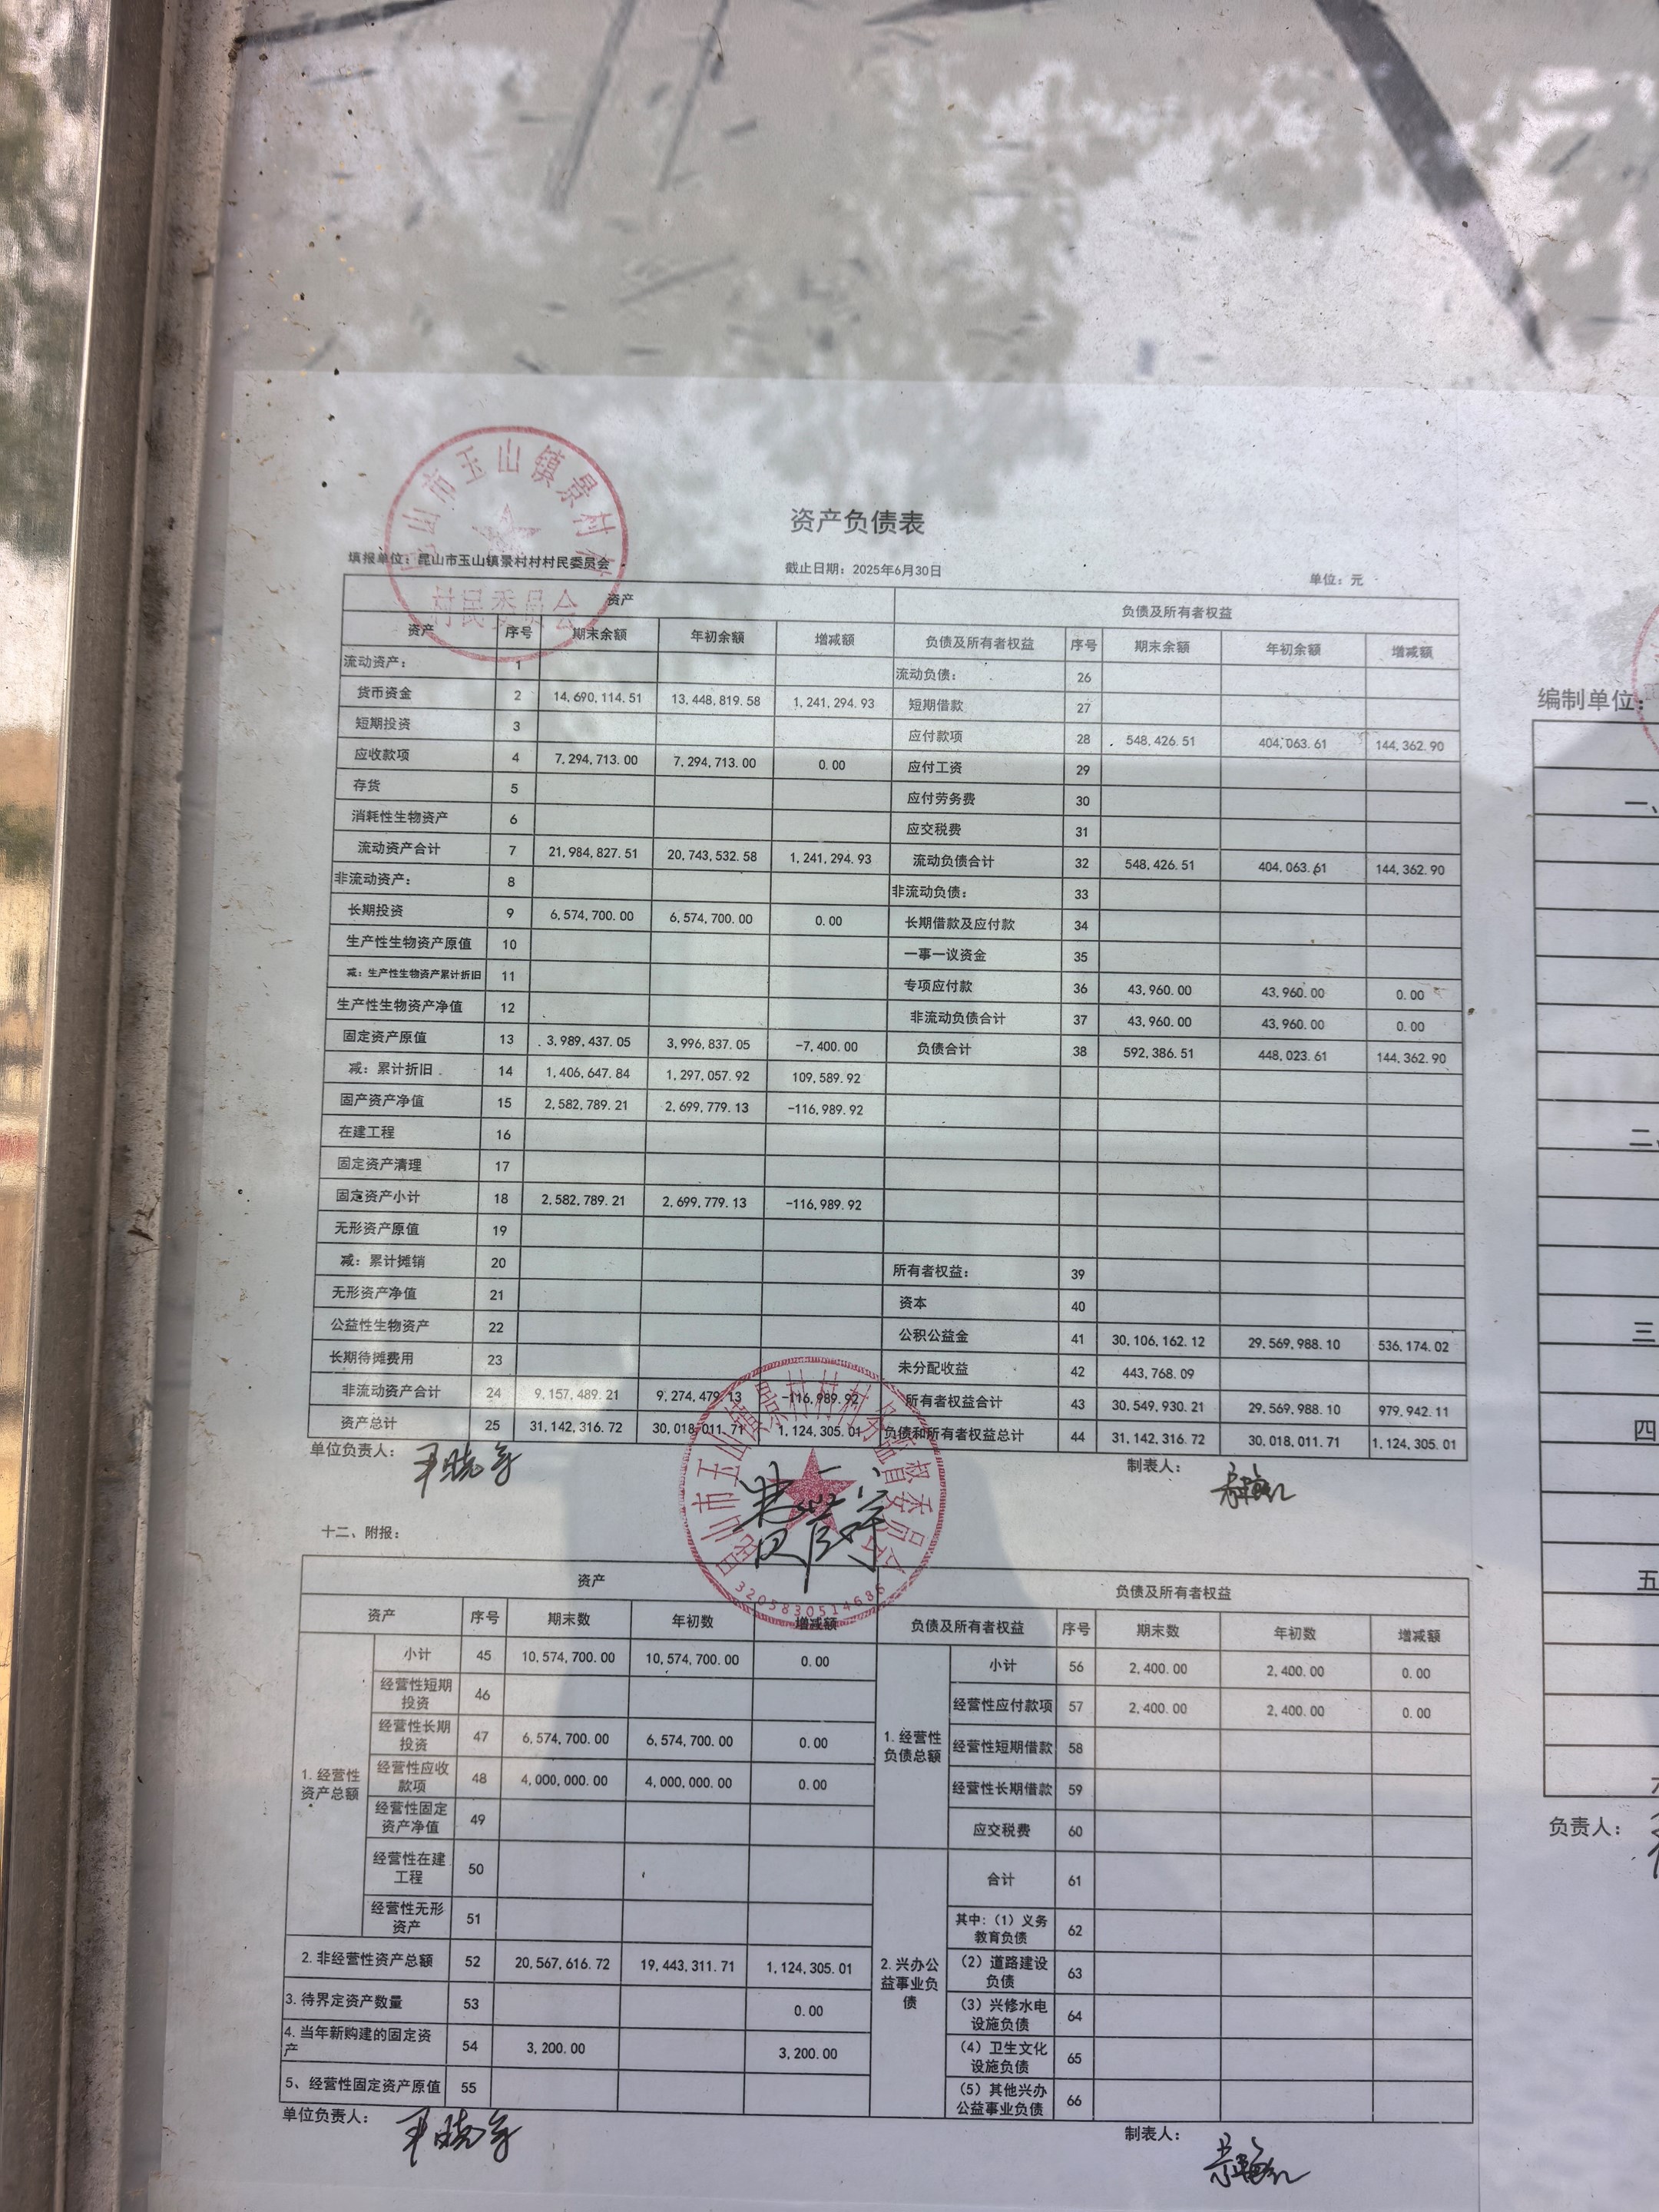 昆山市玉山镇景村村
村民委员会
资产负债表
填报单位：昆山市玉山镇景村村村民委员会
截止日期：2025年6月30日
单位：元
资产 负债及所有者权益
资产 序号 期末余额 年初余额 增减额 负债及所有者权益 序号 期末余额 年初余额 增减额
流动资产： 1 流动负债： 26
货币资金 2 14,690,114.51 13,448,819.58 1,241,294.93 短期借款 27
短期投资 3 应付款项 28 548,426.51 404,063.61 144,362.90
应收款项 4 7,294,713.00 7,294,713.00 0.00 应付工资 29
存货 5 应付劳务费 30
消耗性生物资产 6 应交税费 31
流动资产合计 7 21,984,827.51 20,743,532.58 1,241,294.93 流动负债合计 32 548,426.51 404,063.61 144,362.90
非流动资产： 8 非流动负债： 33
长期投资 9 6,574,700.00 6,574,700.00 0.00 长期借款及应付款 34
生产性生物资产原值 10 一事一议资金 35
减：生产性生物资产累计折旧 11 专项应付款 36 43,960.00 43,960.00 0.00
生产性生物资产净值 12 非流动负债合计 37 43,960.00 43,960.00 0.00
固定资产原值 13 3,989,437.05 3,996,837.05 -7,400.00 负债合计 38 592,386.51 448,023.61 144,362.90
减：累计折旧 14 1,406,647.84 1,297,057.92 109,589.92
固产资产净值 15 2,582,789.21 2,699,779.13 -116,989.92
在建工程 16
固定资产清理 17
固定资产小计 18 2,582,789.21 2,699,779.13 -116,989.92
无形资产原值 19
减：累计摊销 20 所有者权益： 39
无形资产净值 21 资本 40
公益性生物资产 22 公积公益金 41 30,106,162.12 29,569,988.10 536,174.02
长期待摊费用 23 未分配收益 42 443,768.09
非流动资产合计 24 9,157,489.21 9,274,479.13 -116,989.92 所有者权益合计 43 30,549,930.21 29,569,988.10 979,942.11
资产总计 25 31,142,316.72 30,018,011.71 1,124,305.01 负债和所有者权益总计 44 31,142,316.72 30,018,011.71 1,124,305.01
单位负责人：
制表人：
昆山市玉山镇景村村村务监督委员会
3205830514686
十二、附报：
资产 负债及所有者权益
资产 序号 期末数 年初数 增减额 负债及所有者权益 序号 期末数 年初数 增减额
1. 经营性资产总额 小计 45 10,574,700.00 10,574,700.00 0.00 1. 经营性负债总额 小计 56 2,400.00 2,400.00 0.00
经营性短期投资 46 经营性应付款项 57 2,400.00 2,400.00 0.00
经营性长期投资 47 6,574,700.00 6,574,700.00 0.00 经营性短期借款 58
经营性应收款项 48 4,000,000.00 4,000,000.00 0.00 经营性长期借款 59
经营性固定资产净值 49 应交税费 60
经营性在建工程 50 2. 兴办公益事业负债 合计 61
经营性无形资产 51 其中：（1）义务教育负债 62
2. 非经营性资产总额 52 20,567,616.72 19,443,311.71 1,124,305.01 （2）道路建设负债 63
3. 待界定资产数量 53 0.00 （3）兴修水电设施负债 64
4. 当年新购建的固定资产 54 3,200.00 3,200.00 （4）卫生文化设施负债 65
5、经营性固定资产原值 55 （5）其他兴办公益事业负债 66
单位负责人：
制表人：
编制单位：
一、
二
三
四
五
负责人：